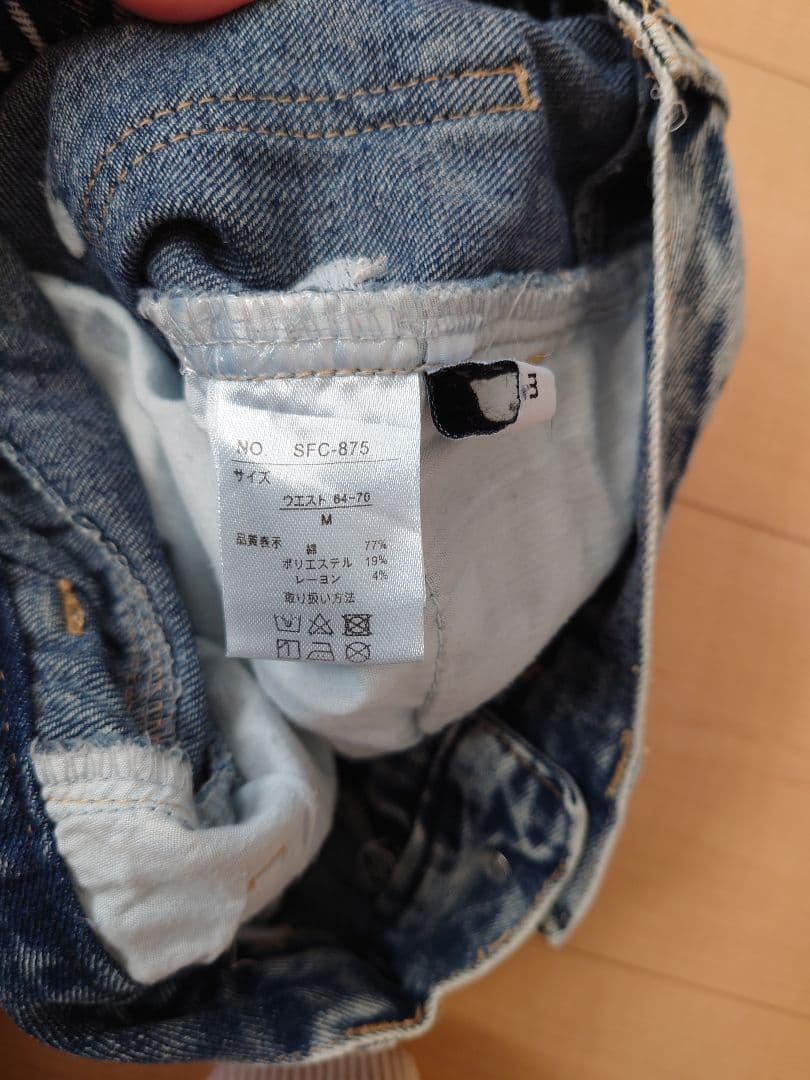 NO. SFC-875
サイズ
ウエスト 64-70
M
品質表示 綿 77%
ポリエステル 19%
レーヨン 4%
取り扱い方法
M